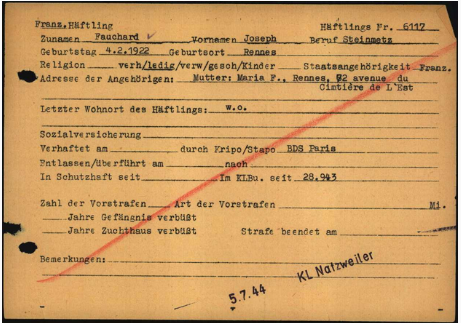 Franz. Häftling Häftlings Nr. 6117
Zunamen Fauchard Vornamen Joseph Beruf Steinmetz
Geburtstag 4.2.1922 Geburtsort Rennes
Religion verh/ledig/verw/gesch/Kinder Staatsangehörigkeit Franz.
Adresse der Angehörigen: Mutter: Maria F., Rennes, 82 avenue du
Cimtière de L'Est
Letzter Wohnort des Häftlings: w.o.
Sozialversicherung
Verhaftet am durch Kripo/Stapo BDS Paris
Entlassen/überführt am nach
In Schutzhaft seit Im KLBu. seit 28.943
Zahl der Vorstrafen Art der Vorstrafen Mi.
Jahre Gefängnis verbüßt
Jahre Zuchthaus verbüßt Strafe beendet am
Bemerkungen:
5.7.44 KL Natzweiler